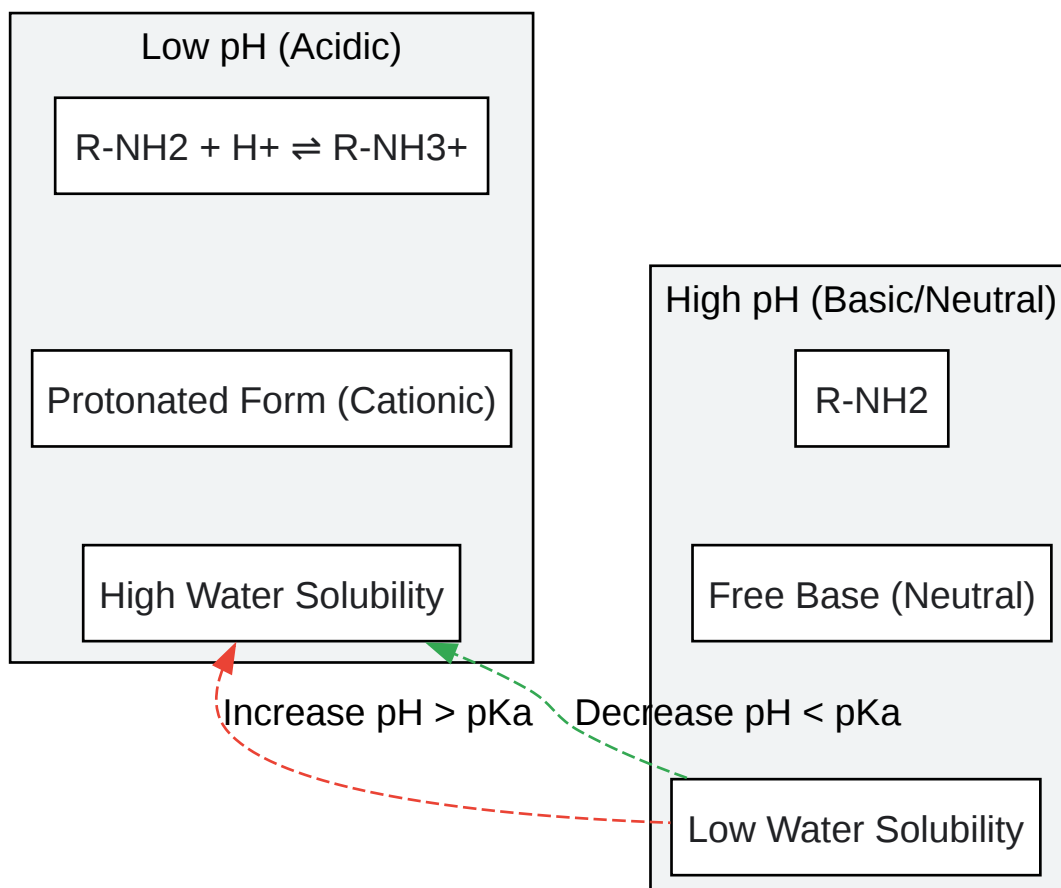 Low pH (Acidic)
R-NH2 + H+ ⇌ R-NH3+
Protonated Form (Cationic)
High Water Solubility
High pH (Basic/Neutral)
R-NH2
Free Base (Neutral)
Increase pH > pKa
Decrease pH < pKa
Low Water Solubility